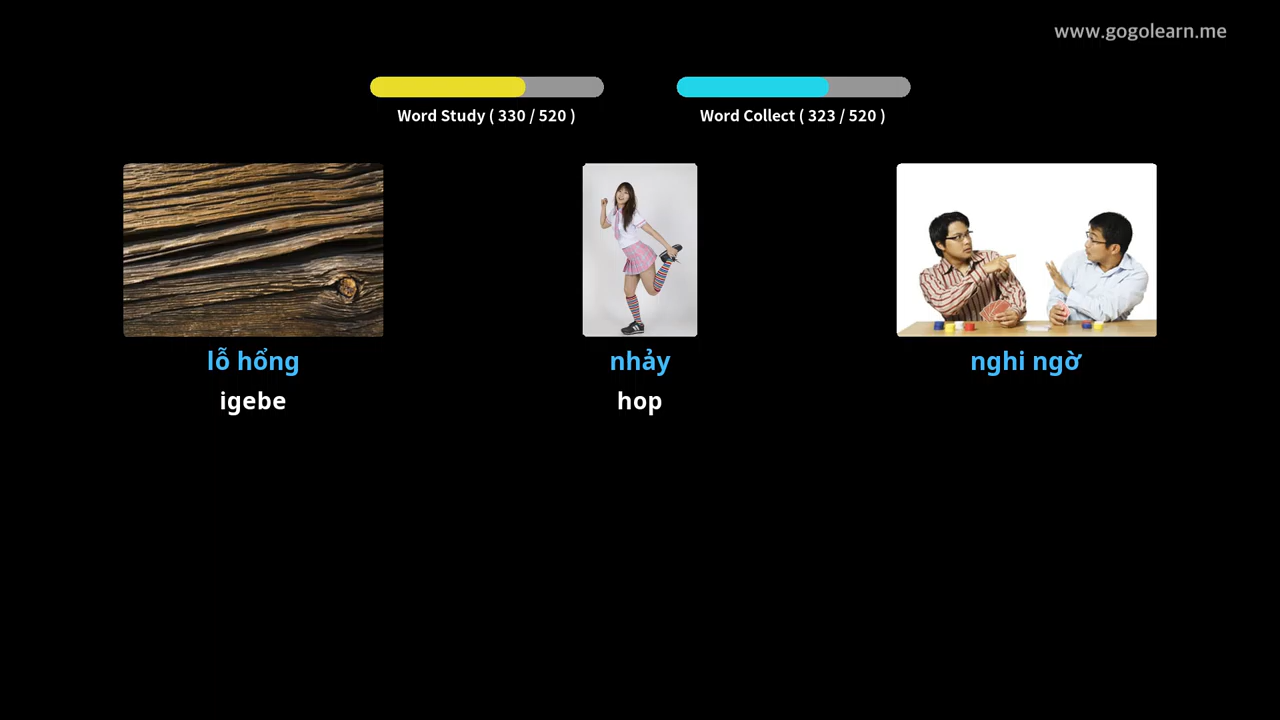 www.gogolearn.me
Word Study ( 330 / 520 )
Word Collect ( 323 / 520 )
lỗ hổng
nhảy
nghi ngờ
igebe
hop